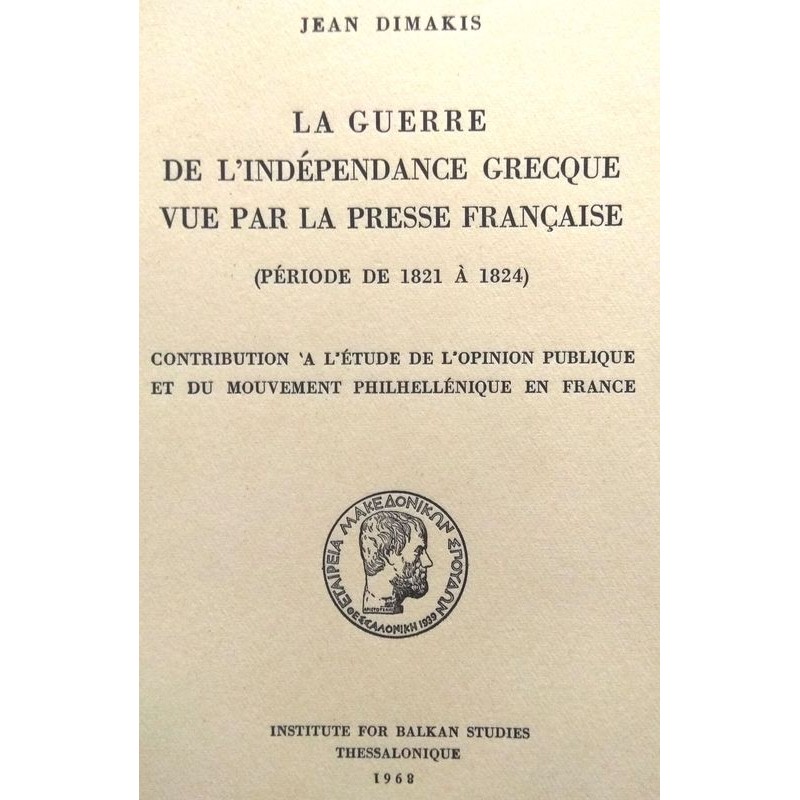 JEAN DIMAKIS
LA GUERRE
DE L'INDÉPENDANCE GRECQUE
VUE PAR LA PRESSE FRANÇAISE
(PÉRIODE DE 1821 À 1824)
CONTRIBUTION 'A L'ÉTUDE DE L'OPINION PUBLIQUE
ET DU MOUVEMENT PHILHELLÉNIQUE EN FRANCE
ΕΤΑΙΡΕΙΑ ΜΑΚΕΔΟΝΙΚΩΝ ΣΠΟΥΔΩΝ
ΘΕΣΣΑΛΟΝΙΚΗ 1939
INSTITUTE FOR BALKAN STUDIES
THESSALONIQUE
1968